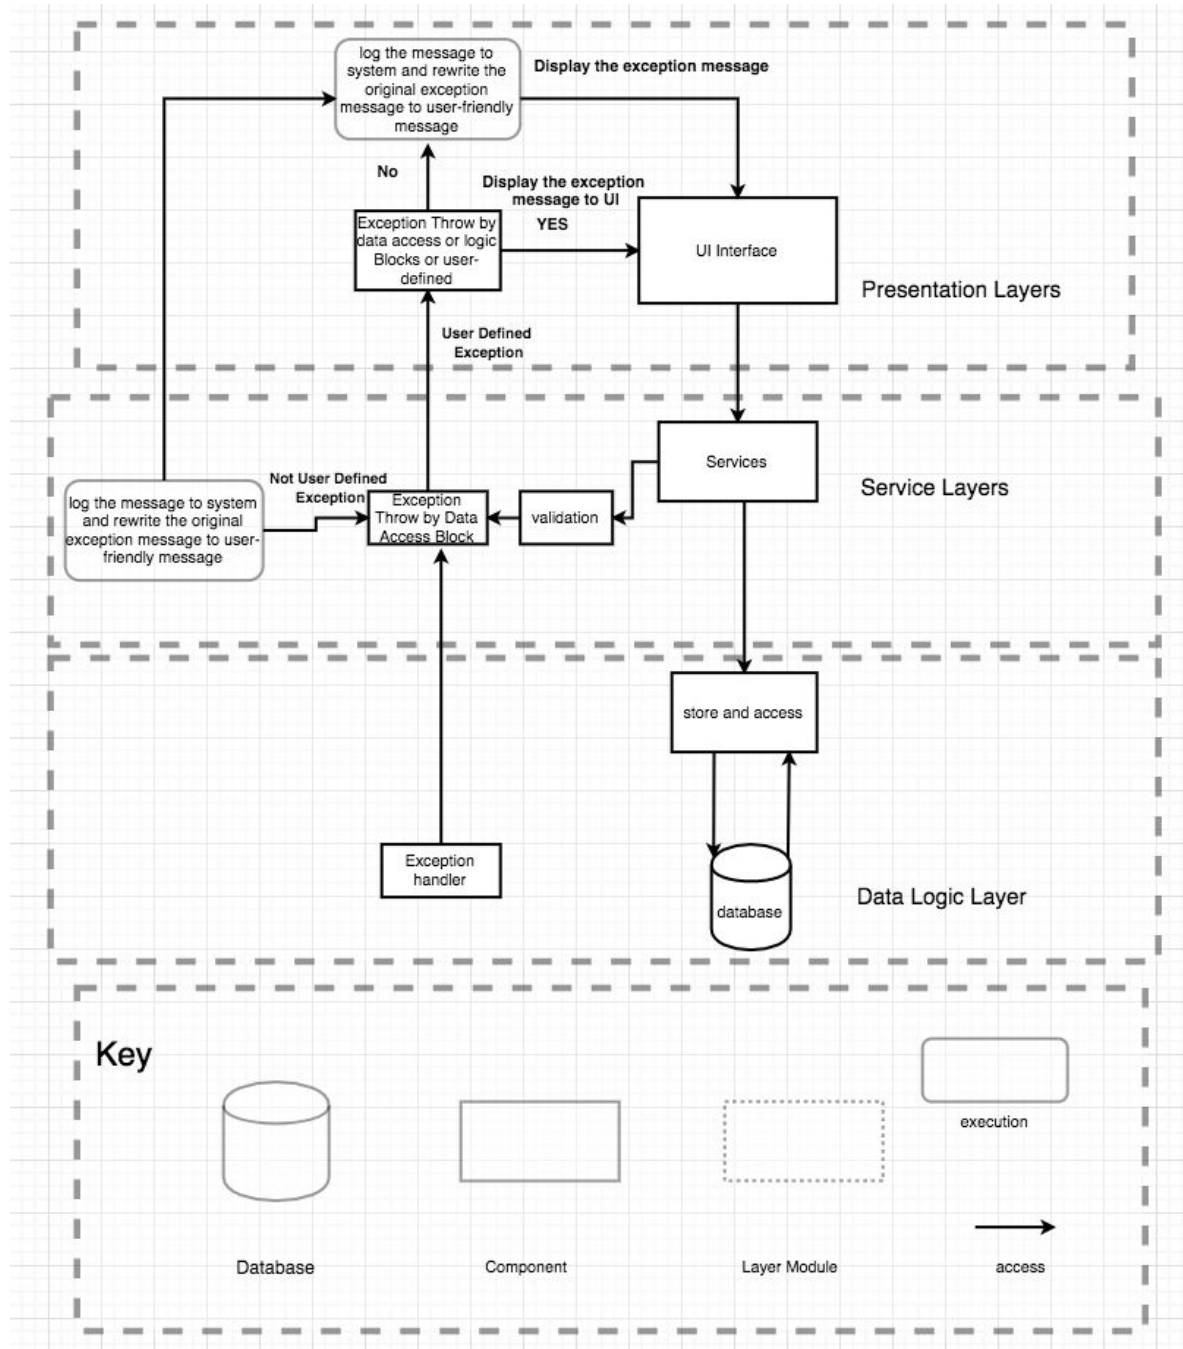 log the message to
system and rewrite the
original exception
message to user-friendly
message
Display the exception message
No
Display the exception
message to UI
YES
Exception Throw by
data access or logic
Blocks or user-
defined
UI Interface
Presentation Layers
User Defined
Exception
Services
Service Layers
Not User Defined
Exception
log the message to system
and rewrite the original
exception message to user-
friendly message
Exception
Throw by Data
Access Block
validation
store and access
Exception
handler
database
Data Logic Layer
Key
execution
Database
Component
Layer Module
access